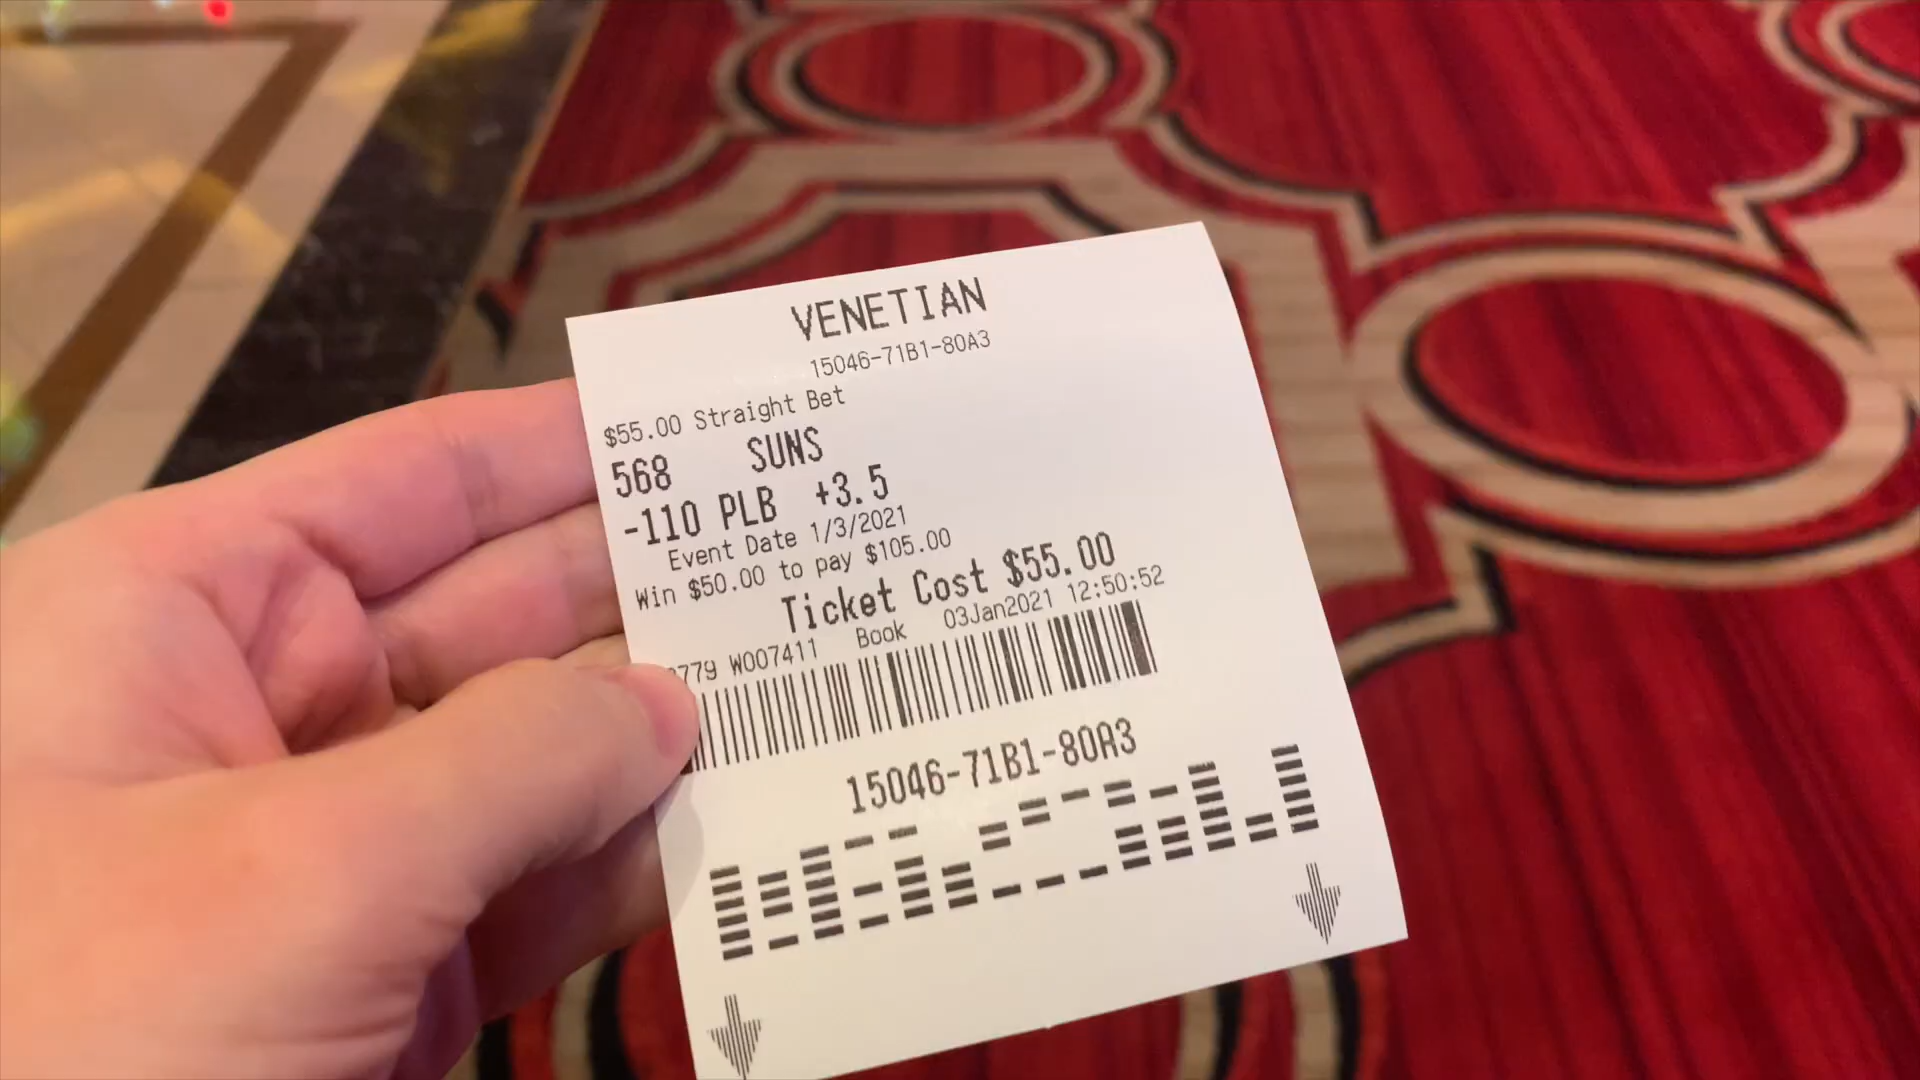 VENETIAN
15046-71B1-80A3
$55.00 Straight Bet
568 SUNS
-110 PLB +3.5
Event Date 1/3/2021
Win $50.00 to pay $105.00
Ticket Cost $55.00
W007411 Book 03Jan2021 12:50:52
15046-71B1-80A3